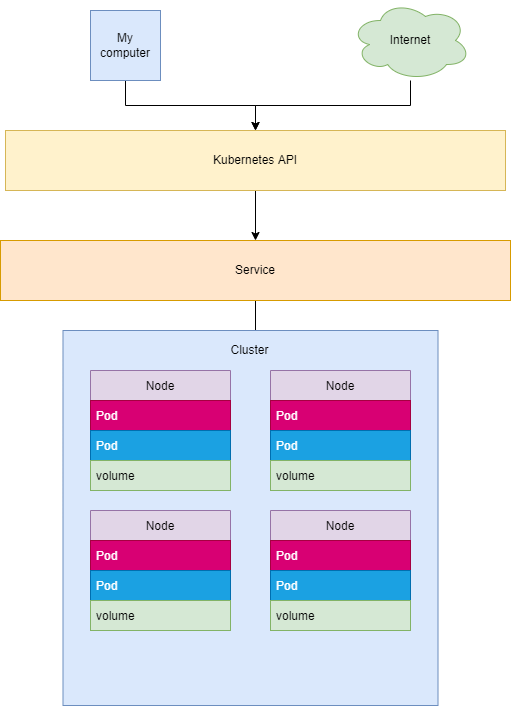 My
computer
Internet
Kubernetes API
Service
Cluster
Node
Pod
Pod
volume
Node
Pod
Pod
volume
Node
Pod
Pod
volume
Node
Pod
Pod
volume